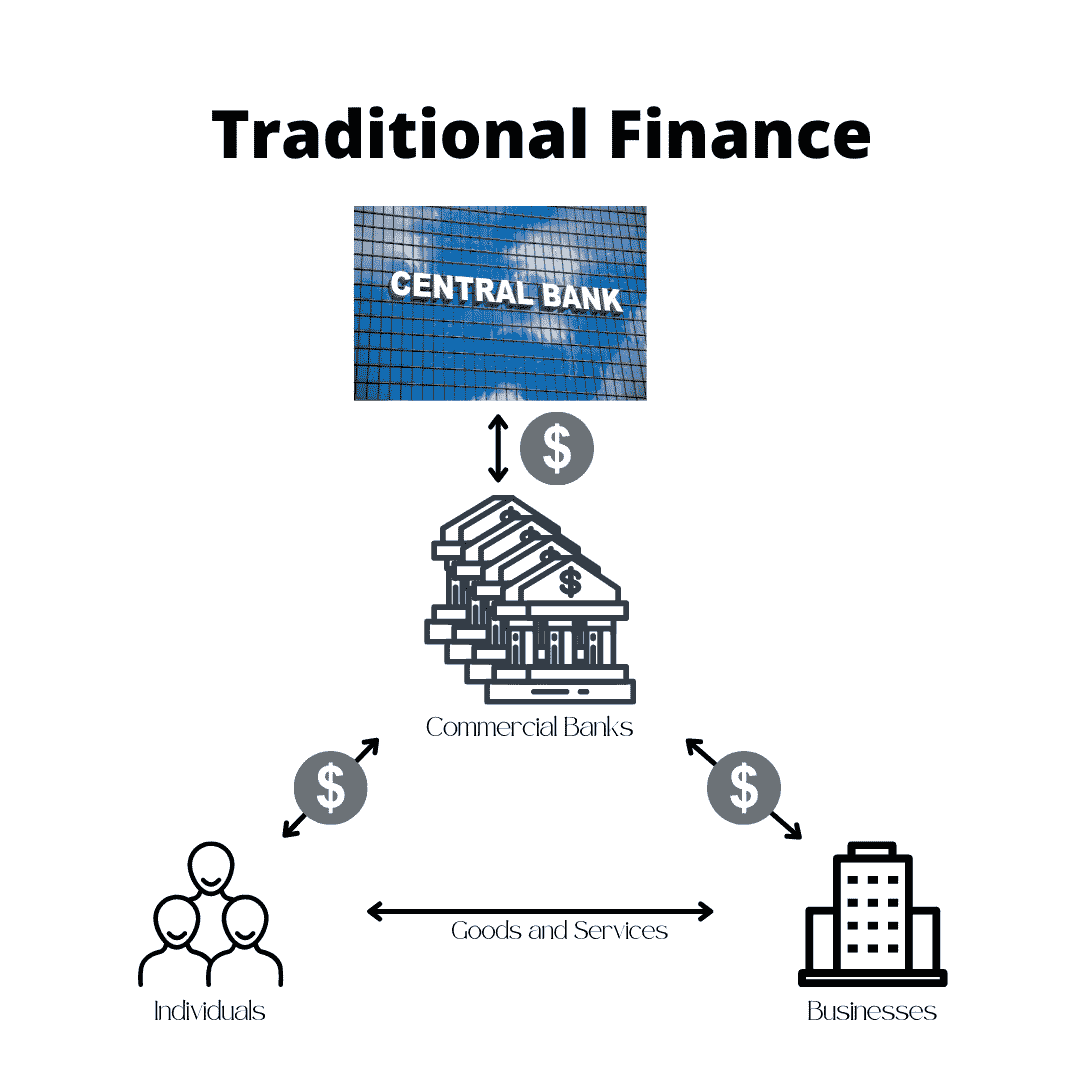 Traditional Finance
CENTRAL BANK
$
$
Commercial Banks
$
$
Goods and Services
Individuals
Businesses